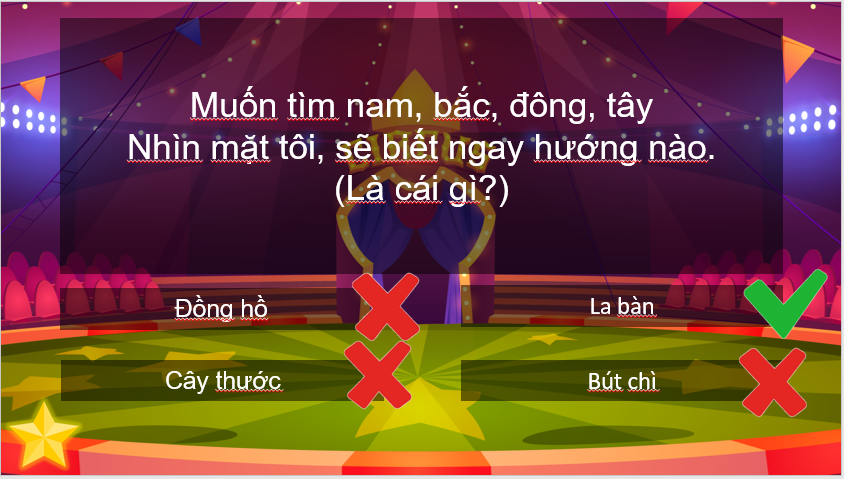 Muốn tìm nam, bắc, đông, tây
Nhìn mặt tôi, sẽ biết ngay hướng nào.
(Là cái gì?)
Đồng hồ
La bàn
Cây thước
Bút chì